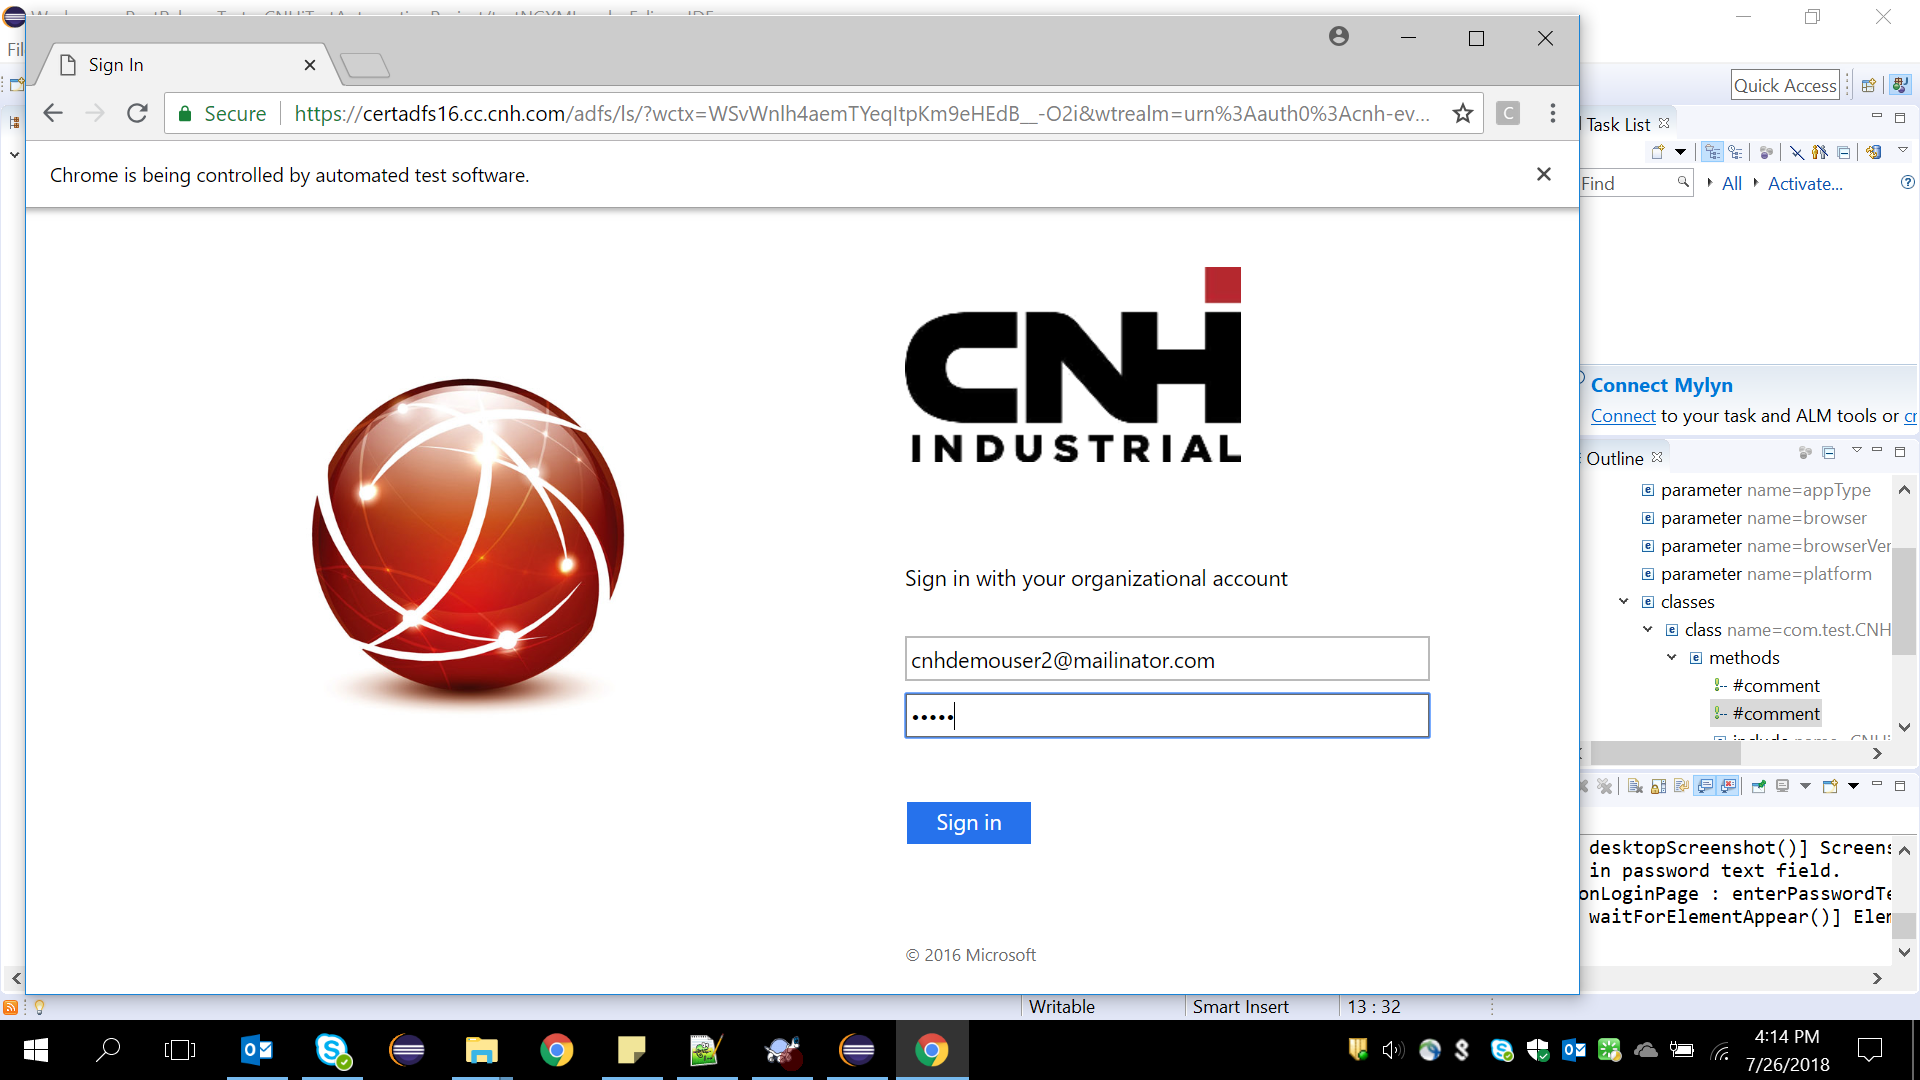 Sign In
Secure
https://certadfs16.cc.cnh.com/adfs/ls/?wctx=WSvWnlh4aemTYeqItpKm9eHEdB__-O2i&wtrealm=urn%3Aauth0%3Acnh-ev...
C
Chrome is being controlled by automated test software.
CNH
INDUSTRIAL
Sign in with your organizational account
cnhdemouser2@mailinator.com
•••••
Sign in
© 2016 Microsoft
Fil
Quick Access
Task List
Find
All
Activate...
Connect Mylyn
Connect to your task and ALM tools or cr
Outline
parameter name=appType
parameter name=browser
parameter name=browserVer
parameter name=platform
classes
class name=com.test.CNH
methods
#comment
#comment
desktopScreenshot()] Screens
in password text field.
onLoginPage : enterPasswordTe
waitForElementAppear()] Elem
Writable
Smart Insert
13 : 32
4:14 PM
7/26/2018